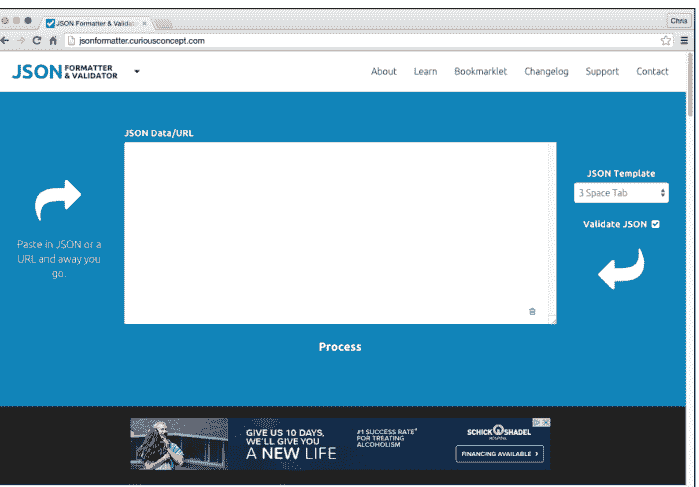 JSON Formatter & Valida
Chris
jsonformatter.curiousconcept.com
JSON FORMATTER & VALIDATOR
About Learn Bookmarklet Changelog Support Contact
JSON Data/URL
Paste in JSON or a
URL and away you
go.
JSON Template
3 Space Tab
Validate JSON
Process
GIVE US 10 DAYS,
WE'LL GIVE YOU
A NEW LIFE
#1 SUCCESS RATE*
FOR TREATING
ALCOHOLISM
SCHICK SHADEL
HOSPITAL
FINANCING AVAILABLE >